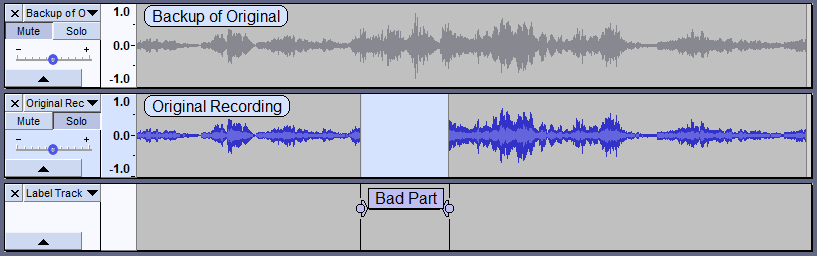 Backup of O
1.0
Backup of Original
Mute Solo
0.0
- +
-1.0
Original Rec
1.0
Original Recording
Mute Solo
0.0
- +
-1.0
Label Track
Bad Part